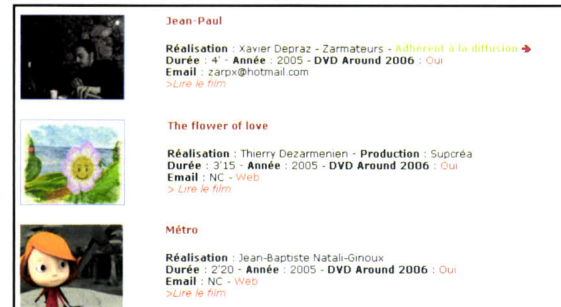 Jean-Paul
Réalisation : Xavier Depraz - Zarmateurs - Adhérent à la diffusion
Durée : 4' - Année : 2005 - DVD Around 2006 : Oui
Email : zarpx@hotmail.com
>Lire le film
The flower of love
Réalisation : Thierry Dezarmenien - Production : Supcréa
Durée : 3'15 - Année : 2005 - DVD Around 2006 : Oui
Email : NC - Web
> Lire le film
Métro
Réalisation : Jean-Baptiste Natali-Ginoux
Durée : 2'20 - Année : 2005 - DVD Around 2006 : Oui
Email : NC - Web
>Lire le film